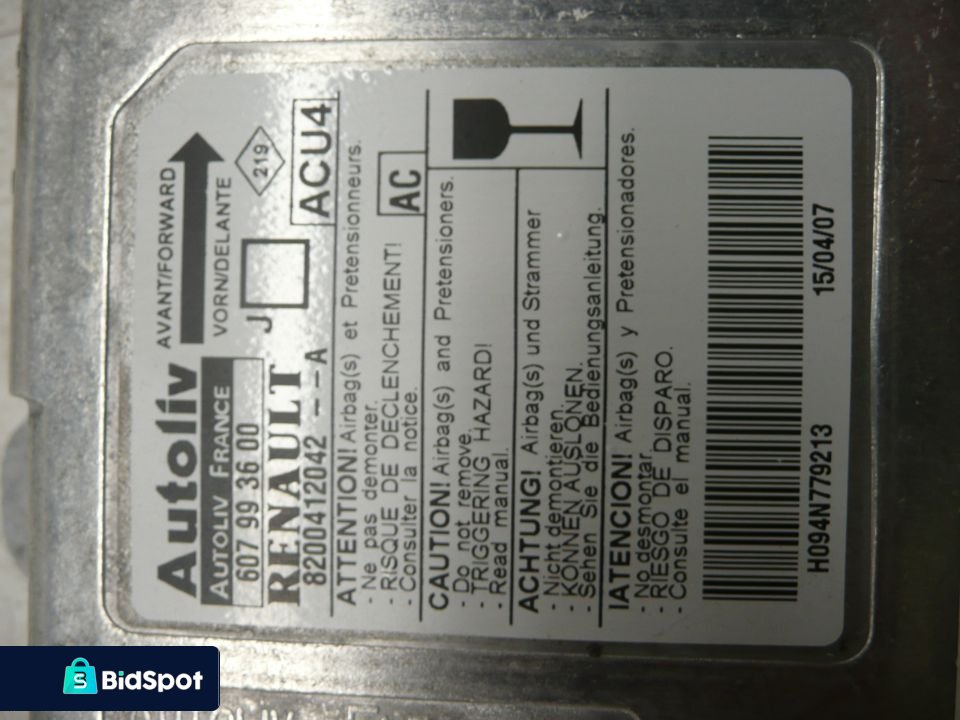 Autoliv
AVANT/FORWARD
VORN/DELANTE
AUTOLIV FRANCE
607 99 36 00
219
RENAULT
J
8200412042 --A
ACU4
ATTENTION! Airbag(s) et Pretensionneurs.
- Ne pas demonter.
- RISQUE DE DECLENCHEMENT!
- Consulter la notice.
AC
CAUTION! Airbag(s) and Pretensioners.
- Do not remove.
- TRIGGERING HAZARD!
- Read manual.
ACHTUNG! Airbag(s) und Strammer
- Nicht demontieren.
- KONNEN AUSLONEN.
- Sehen Sie die Bedienungsanleitung.
IATENCION! Airbag(s) y Pretensionadores.
- No desmontar.
- RIESGO DE DISPARO.
- Consulte el manual.
H094N779213
15/04/07
BidSpot